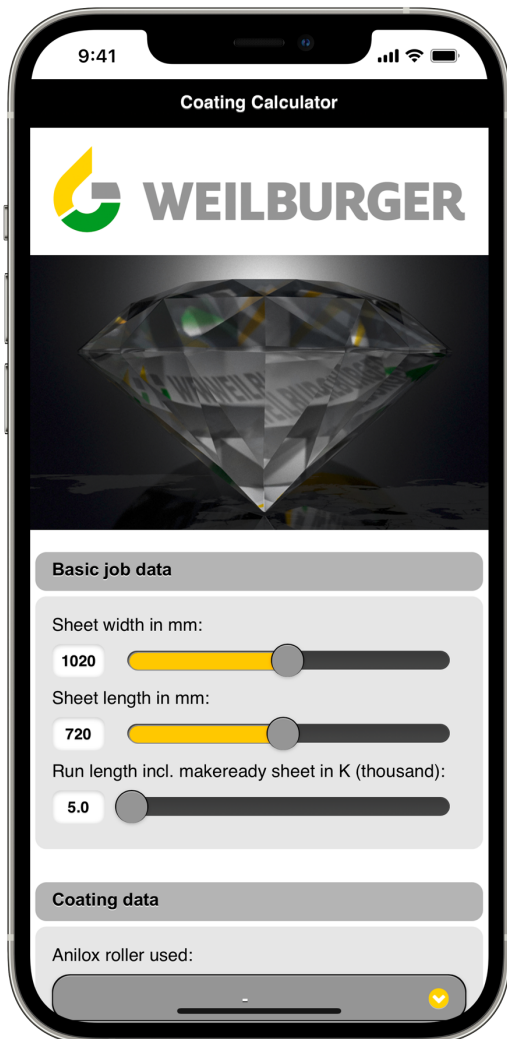 9:41
Coating Calculator
WEILBURGER
Basic job data
Sheet width in mm:
1020
Sheet length in mm:
720
Run length incl. makeready sheet in K (thousand):
5.0
Coating data
Anilox roller used:
-